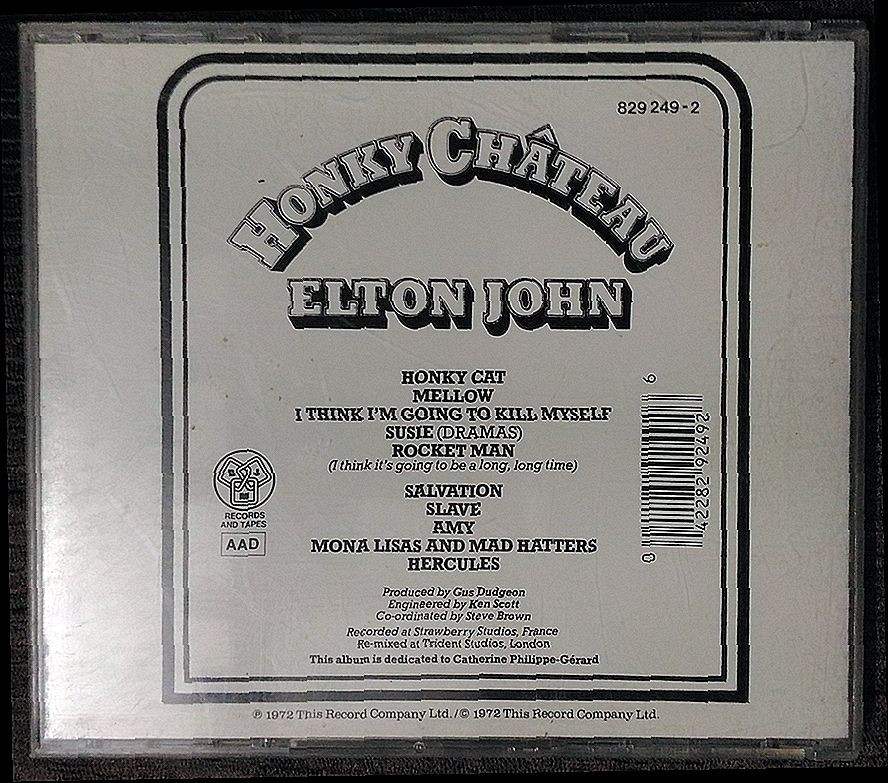 829 249-2
HONKY CHÂTEAU
ELTON JOHN
HONKY CAT
MELLOW
I THINK I'M GOING TO KILL MYSELF
SUSIE (DRAMAS)
ROCKET MAN
(I think it's going to be a long, long time)
SALVATION
SLAVE
AMY
MONA LISAS AND MAD HATTERS
HERCULES
RECORDS
AND TAPES
AAD
0 42282 92492 9
Produced by Gus Dudgeon
Engineered by Ken Scott
Co-ordinated by Steve Brown
Recorded at Strawberry Studios, France
Re-mixed at Trident Studios, London
This album is dedicated to Catherine Philippe-Gérard
℗ 1972 This Record Company Ltd. / © 1972 This Record Company Ltd.